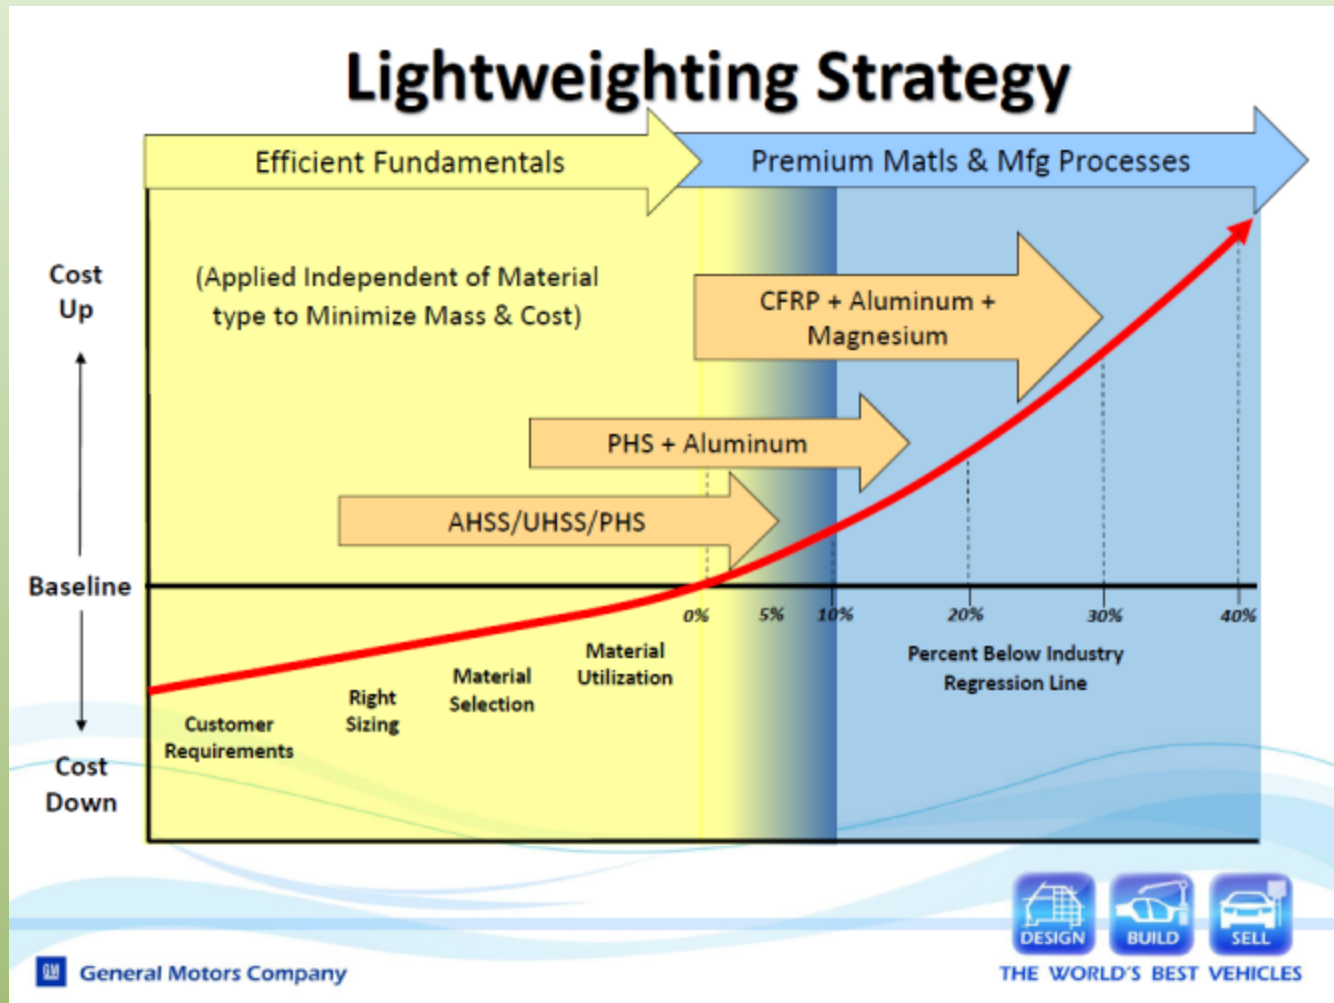 Lightweighting Strategy
Efficient Fundamentals
Premium Matls & Mfg Processes
Cost
Up
(Applied Independent of Material
type to Minimize Mass & Cost)
CFRP + Aluminum +
Magnesium
PHS + Aluminum
AHSS/UHSS/PHS
Baseline
0%
5%
10%
20%
30%
40%
Customer
Requirements
Right
Sizing
Material
Selection
Material
Utilization
Percent Below Industry
Regression Line
Cost
Down
DESIGN
BUILD
SELL
GM
General Motors Company
THE WORLD'S BEST VEHICLES